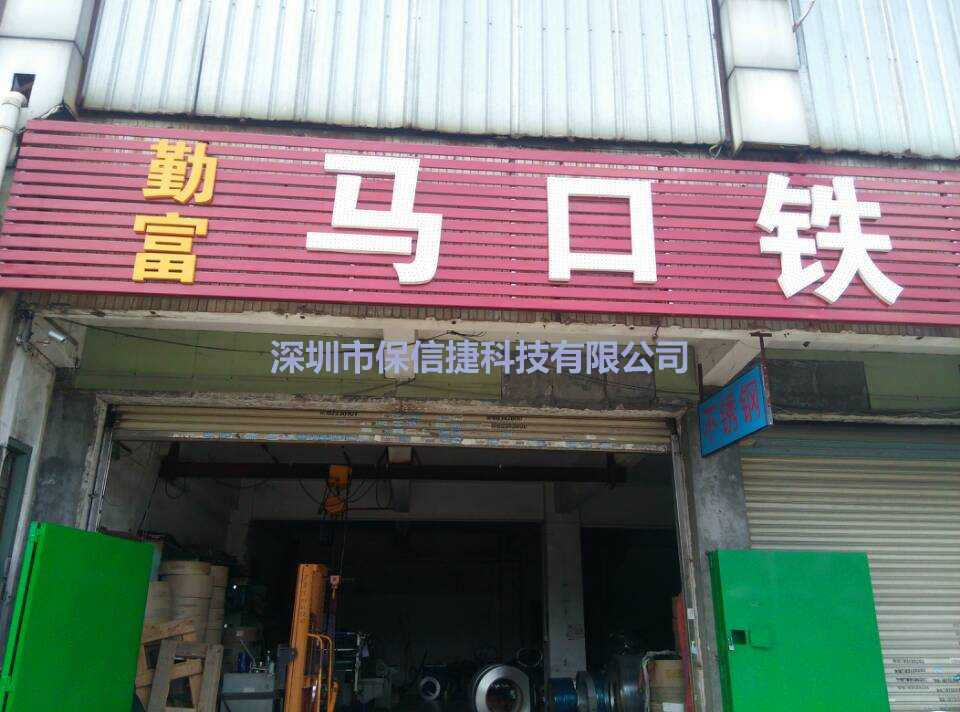 勤富
马口铁
深圳市保信捷科技有限公司
不锈钢